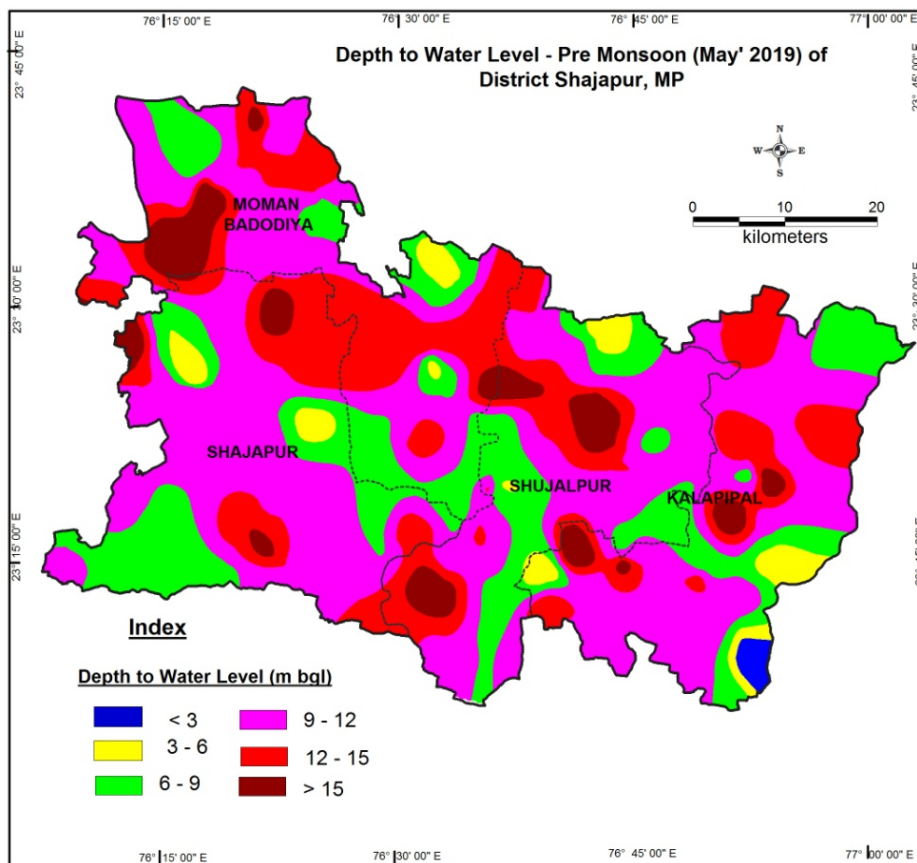 76° 15' 00" E
76° 30' 00" E
76° 45' 00" E
77° 00' 00" E
23° 45' 00" E
23° 45' 00" E
Depth to Water Level - Pre Monsoon (May' 2019) of
District Shajapur, MP
N
W E
S
0 10 20
kilometers
MOMAN
BADODIYA
SHAJAPUR
SHUJALPUR
KALAPIPAL
23° 15' 00" E
Index
Depth to Water Level (m bgl)
< 3
9 - 12
3 - 6
12 - 15
6 - 9
> 15
76° 15' 00" E
76° 30' 00" E
76° 45' 00" E
77° 00' 00" E